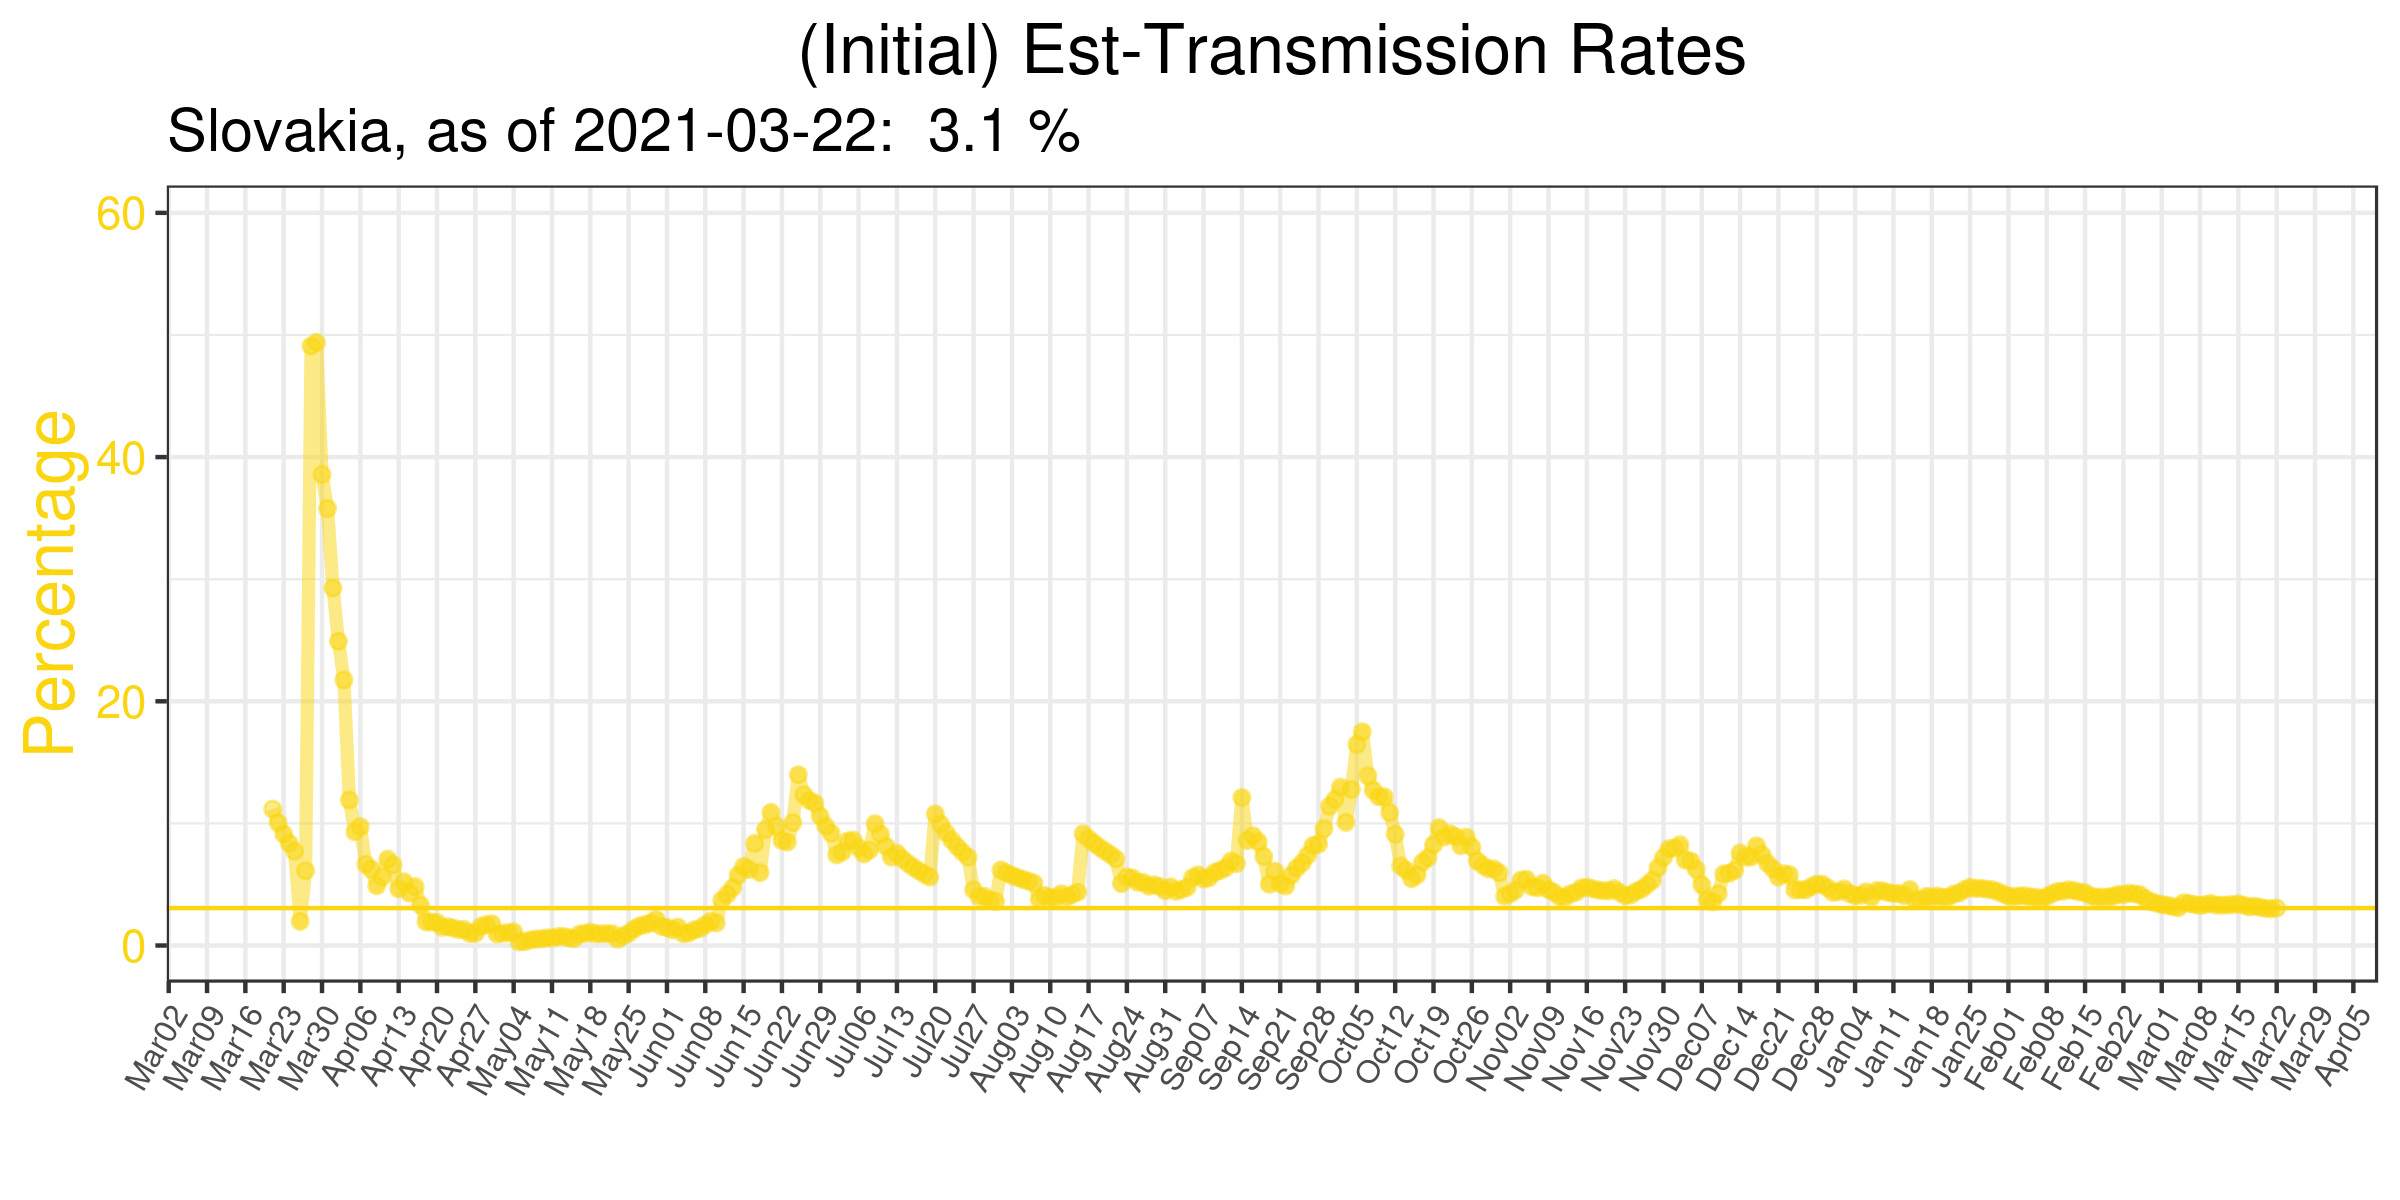 (Initial) Est-Transmission Rates
Slovakia, as of 2021-03-22:  3.1 %
Percentage
60
40
20
0
Mar02
Mar09
Mar16
Mar23
Mar30
Apr06
Apr13
Apr20
Apr27
May04
May11
May18
May25
Jun01
Jun08
Jun15
Jun22
Jun29
Jul06
Jul13
Jul20
Jul27
Aug03
Aug10
Aug17
Aug24
Aug31
Sep07
Sep14
Sep21
Sep28
Oct05
Oct12
Oct19
Oct26
Nov02
Nov09
Nov16
Nov23
Nov30
Dec07
Dec14
Dec21
Dec28
Jan04
Jan11
Jan18
Jan25
Feb01
Feb08
Feb15
Feb22
Mar01
Mar08
Mar15
Mar22
Mar29
Apr05